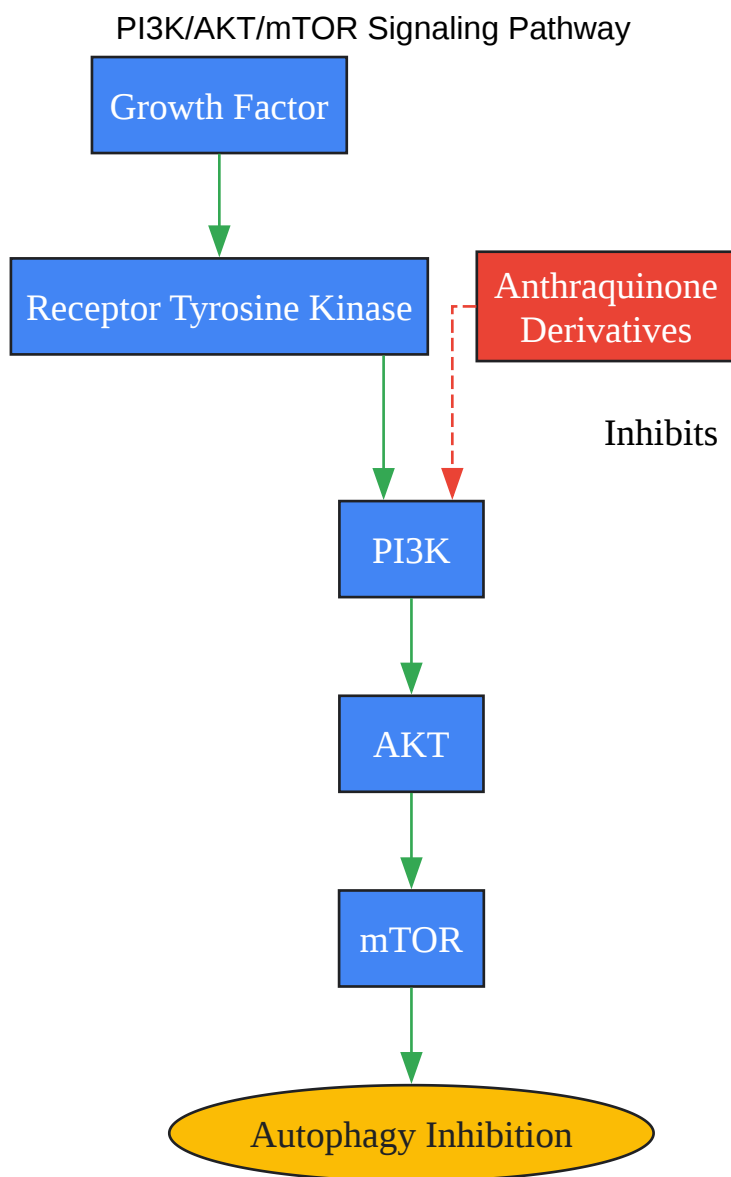 PI3K/AKT/mTOR Signaling Pathway
Growth Factor
Receptor Tyrosine Kinase
Anthraquinone
Derivatives
Inhibits
PI3K
AKT
mTOR
Autophagy Inhibition